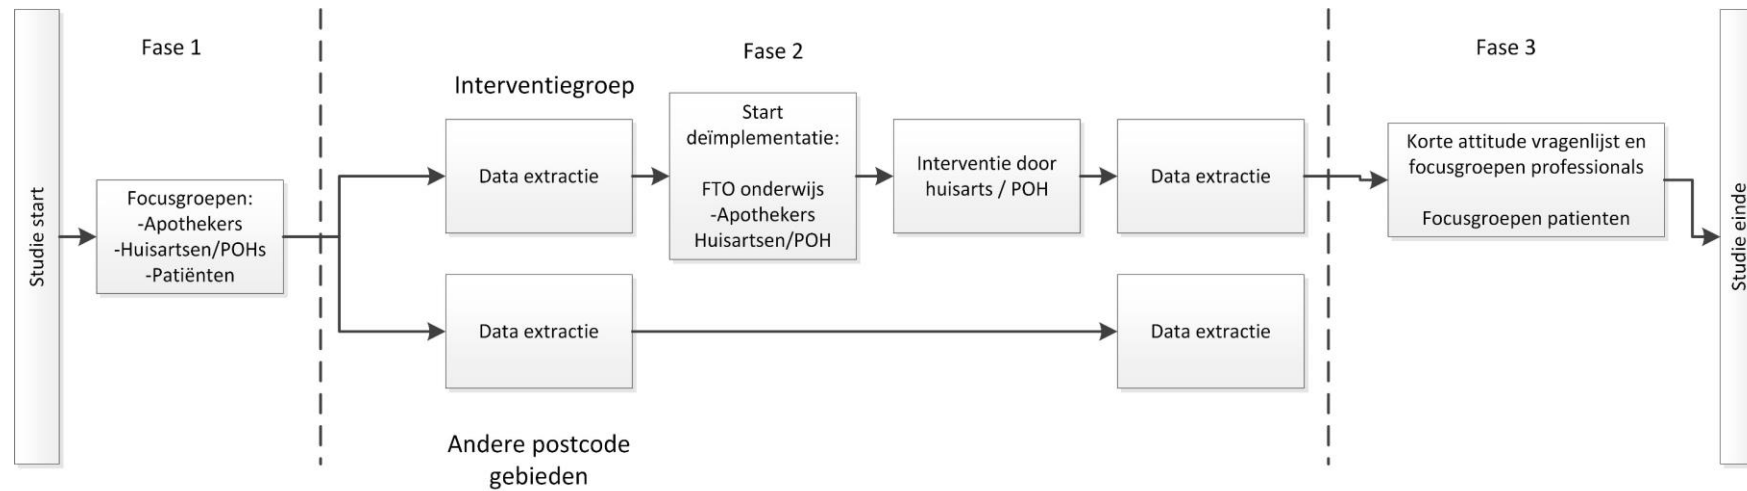 Studie start
Fase 1
Focusgroepen:
-Apothekers
-Huisartsen/POHs
-Patiënten
Fase 2
Interventiegroep
Data extractie
Start
deïmplementatie:
FTO onderwijs
-Apothekers
Huisartsen/POH
Interventie door
huisarts / POH
Data extractie
Data extractie
Data extractie
Andere postcode
gebieden
Fase 3
Korte attitude vragenlijst en
focusgroepen professionals
Focusgroepen patienten
Studie einde